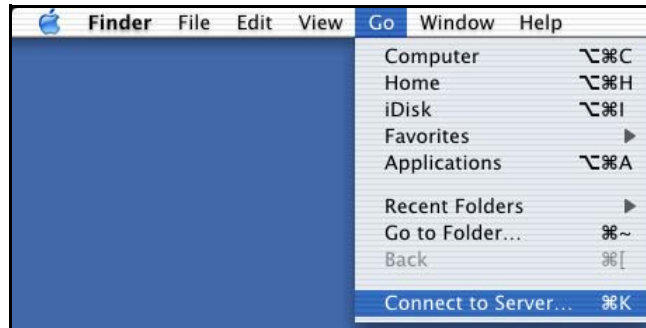 Finder File Edit View Go Window Help
Computer ⌥⌘C
Home ⌥⌘H
iDisk ⌥⌘I
Favorites
Applications ⌥⌘A
Recent Folders
Go to Folder... ⌘~
Back ⌘[
Connect to Server... ⌘K